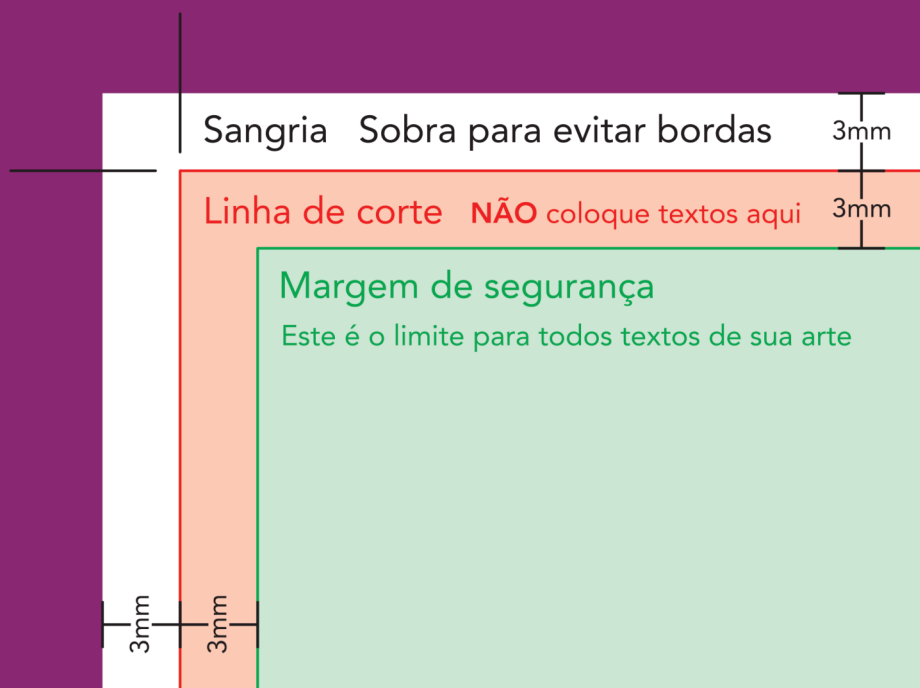 Sangria Sobra para evitar bordas
3mm
Linha de corte NÃO coloque textos aqui
3mm
Margem de segurança
Este é o limite para todos textos de sua arte
3mm
3mm